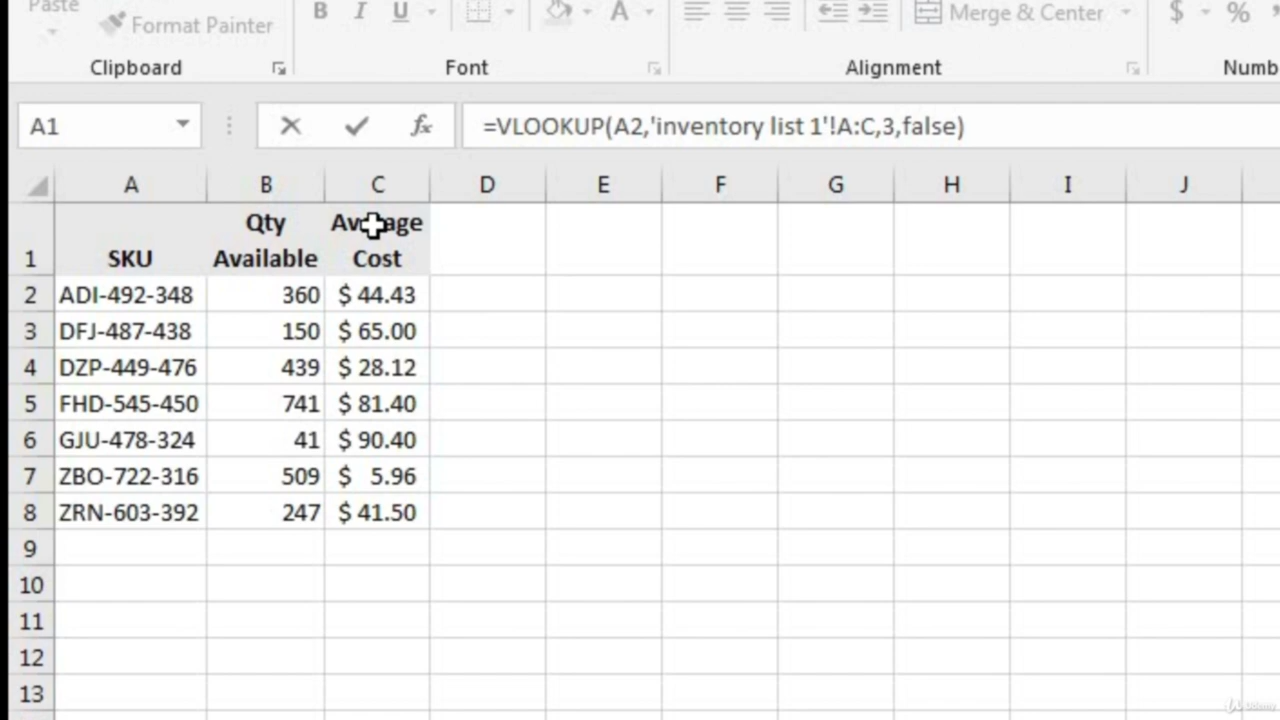 Paste
Format Painter
B I U A
Merge & Center
$ %
Clipboard
Font
Alignment
Numb
A1
fx
=VLOOKUP(A2,'inventory list 1'!A:C,3,false)
A B C D E F G H I J
1 SKU Qty Available
Cost
2 ADI-492-348 360 $ 44.43
3 DFJ-487-438 150 $ 65.00
4 DZP-449-476 439 $ 28.12
5 FHD-545-450 741 $ 81.40
6 GJU-478-324 41 $ 90.40
7 ZBO-722-316 509 $ 5.96
8 ZRN-603-392 247 $ 41.50
9
10
11
12
13
Udemy